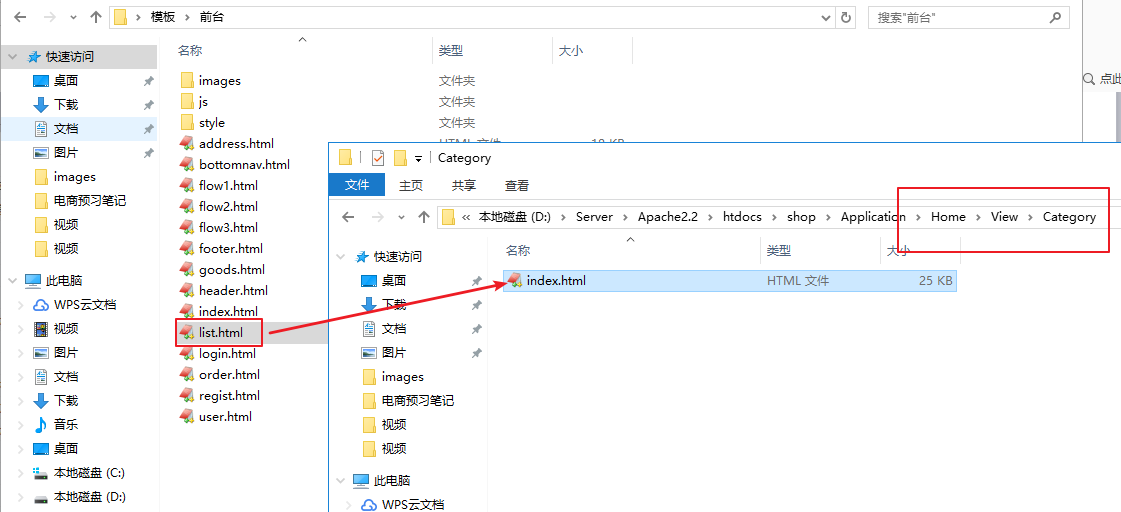 模板 › 前台
搜索"前台"
点此
名称 类型 大小
快速访问
桌面
下载
文档
图片
images
电商预习笔记
视频
视频
此电脑
WPS云文档
视频
图片
文档
下载
音乐
桌面
本地磁盘 (C:)
本地磁盘 (D:)
images 文件夹
js 文件夹
style 文件夹
address.html
bottomnav.html
flow1.html
flow2.html
flow3.html
footer.html
goods.html
header.html
index.html
list.html
login.html
order.html
regist.html
user.html
Category
文件 主页 共享 查看
« 本地磁盘 (D:) › Server › Apache2.2 › htdocs › shop › Application › Home › View › Category
名称 类型 大小
快速访问
桌面
下载
文档
图片
images
电商预习笔记
视频
视频
此电脑
WPS云文档
index.html HTML 文件 25 KB